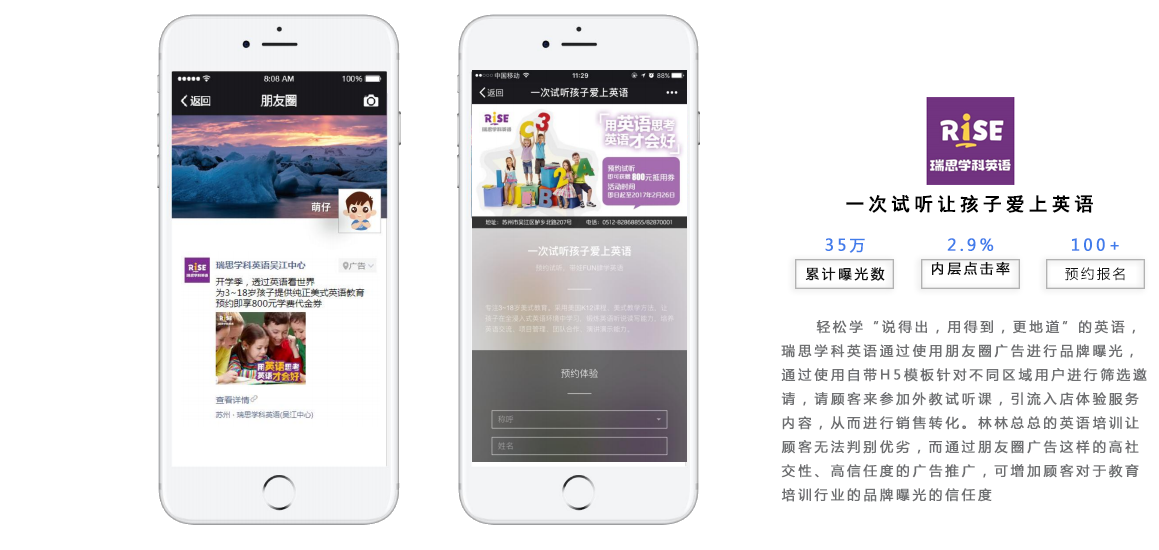 8:08 AM
100%
返回
朋友圈
萌仔
RiSE
瑞思学科英语吴江中心
广告
开学季，透过英语看世界
为3~18岁孩子提供纯正美式英语教育
预约即享800元学费代金券
用英语思考
英语才会好
查看详情
苏州·瑞思学科英语(吴江中心)
中国移动
11:29
88%
返回
一次试听孩子爱上英语
RiSE
瑞思学科英语
「用英语思考
英语才会好」
预约试听
即可获赠800元抵用券
活动时间
即日起至2017年2月26日
地址：苏州市吴江区鲈乡北路207号
电话：0512-82868855/82870001
一次试听孩子爱上英语
预约体验
称呼
姓名
RiSE
瑞思学科英语
一次试听让孩子爱上英语
35万
2.9%
100+
累计曝光数
内层点击率
预约报名
轻松学“说得出，用得到，更地道”的英语，
瑞思学科英语通过使用朋友圈广告进行品牌曝光，
通过使用自带H5模板针对不同区域用户进行筛选邀
请，请顾客来参加外教试听课，引流入店体验服务
内容，从而进行销售转化。林林总总的英语培训让
顾客无法判别优劣，而通过朋友圈广告这样的高社
交性、高信任度的广告推广，可增加顾客对于教育
培训行业的品牌曝光的信任度